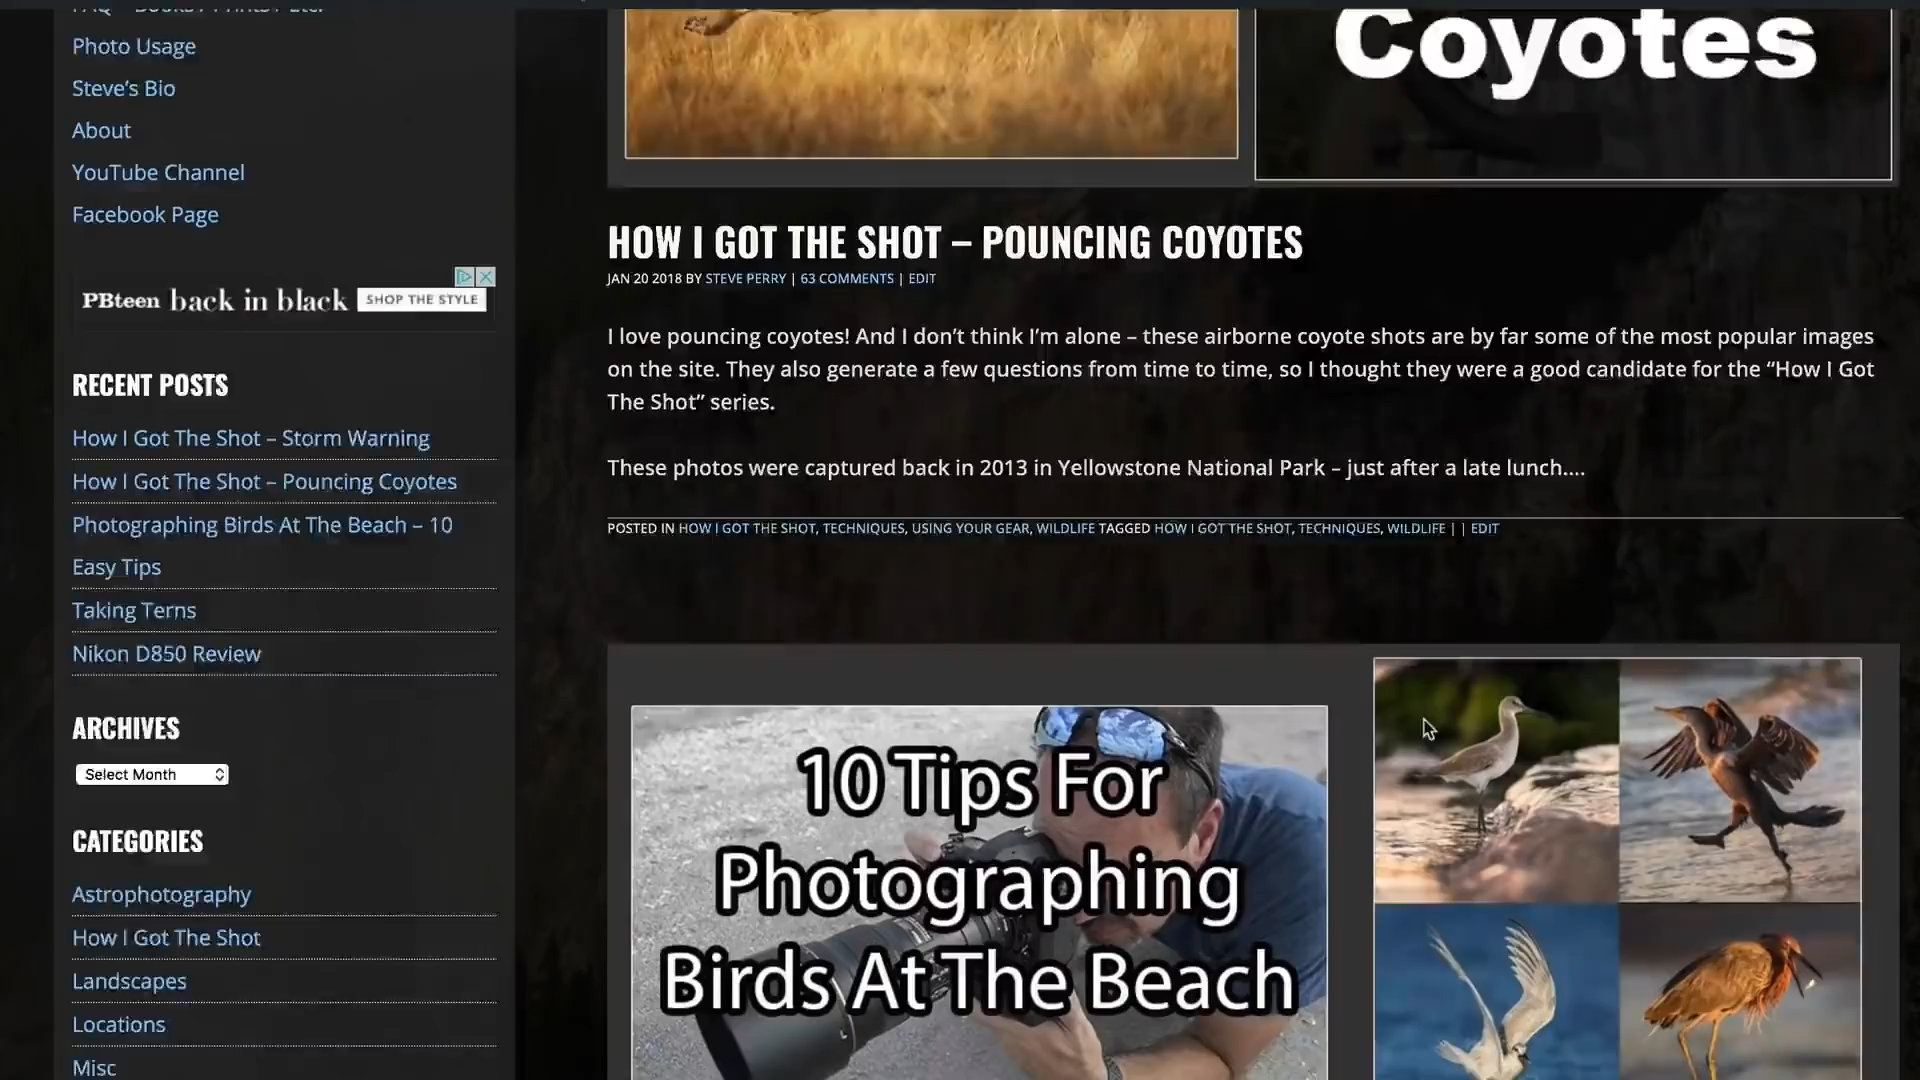 Photo Usage
Steve's Bio
About
YouTube Channel
Facebook Page
PBteen back in black SHOP THE STYLE
RECENT POSTS
How I Got The Shot – Storm Warning
How I Got The Shot – Pouncing Coyotes
Photographing Birds At The Beach – 10
Easy Tips
Taking Terns
Nikon D850 Review
ARCHIVES
Select Month
CATEGORIES
Astrophotography
How I Got The Shot
Landscapes
Locations
Misc
Coyotes
HOW I GOT THE SHOT – POUNCING COYOTES
JAN 20 2018 BY STEVE PERRY | 63 COMMENTS | EDIT
I love pouncing coyotes! And I don't think I'm alone – these airborne coyote shots are by far some of the most popular images
on the site. They also generate a few questions from time to time, so I thought they were a good candidate for the “How I Got
The Shot” series.
These photos were captured back in 2013 in Yellowstone National Park – just after a late lunch....
POSTED IN HOW I GOT THE SHOT, TECHNIQUES, USING YOUR GEAR, WILDLIFE TAGGED HOW I GOT THE SHOT, TECHNIQUES, WILDLIFE | | EDIT
10 Tips For
Photographing
Birds At The Beach